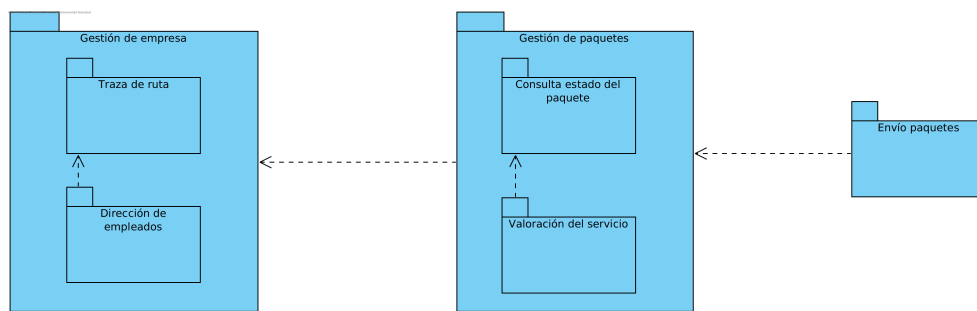 Gestión de empresa
Traza de ruta
Dirección de
empleados
Gestión de paquetes
Consulta estado del
paquete
Valoración del servicio
Envío paquetes